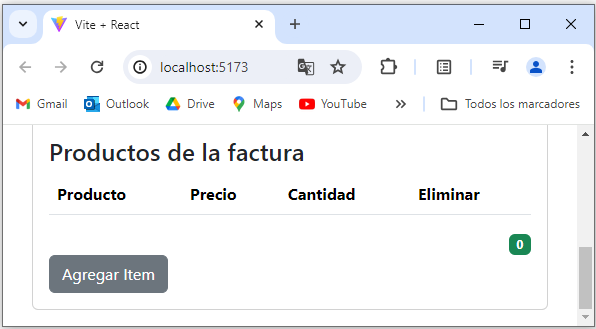 Vite + React
localhost:5173
Gmail Outlook Drive Maps YouTube Todos los marcadores
Productos de la factura
Producto Precio Cantidad Eliminar
0
Agregar Item